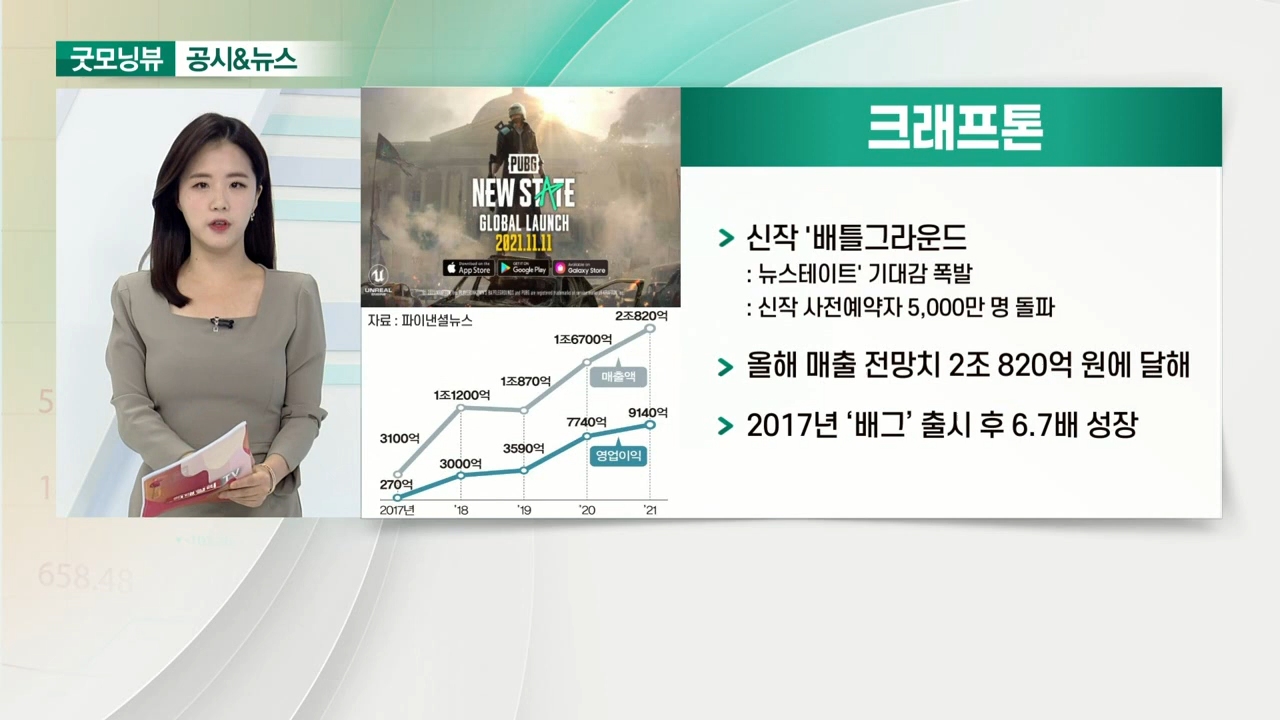 굿모닝뷰 공시&뉴스
PUBG
NEW STATE
GLOBAL LAUNCH
2021.11.11
Download on the App Store
GET IT ON Google Play
Available on Galaxy Store
UNREAL
자료 : 파이낸셜뉴스
2조820억
1조6700억
매출액
1조870억
1조1200억
3100억
9140억
7740억
영업이익
3590억
3000억
270억
2017년 '18 '19 '20 '21
크래프톤
신작 '배틀그라운드
: 뉴스테이트' 기대감 폭발
: 신작 사전예약자 5,000만 명 돌파
올해 매출 전망치 2조 820억 원에 달해
2017년 ‘배그’ 출시 후 6.7배 성장
658.48